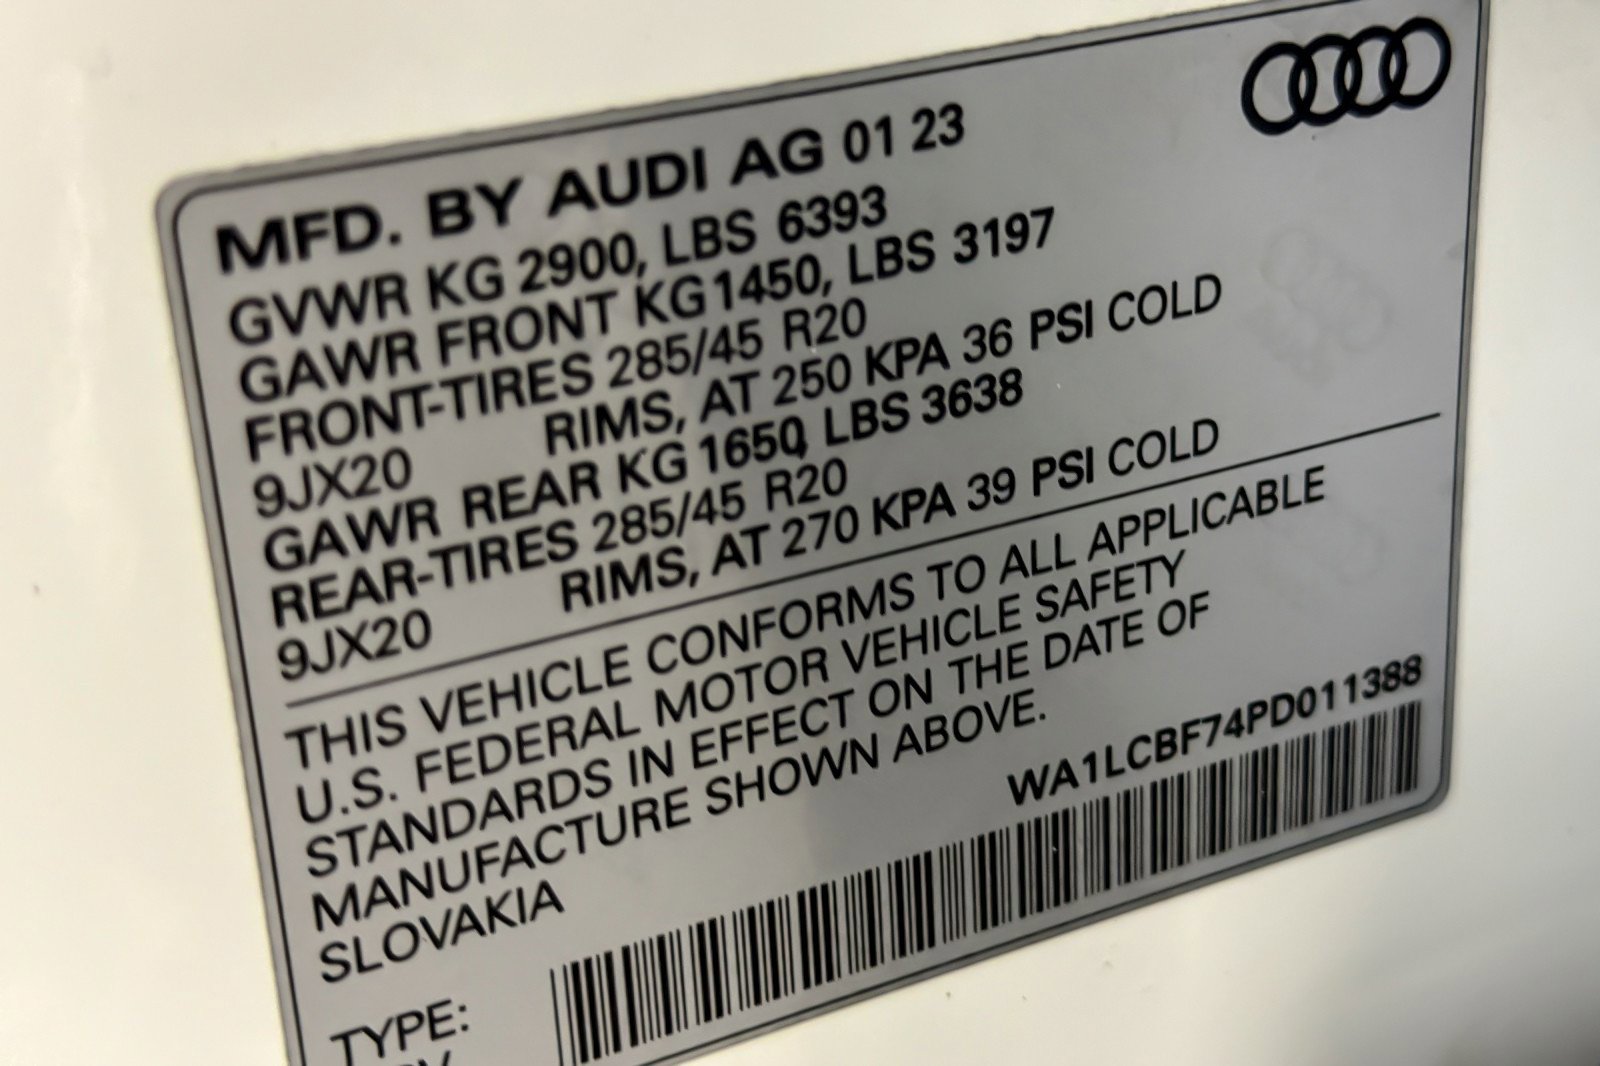 MFD. BY AUDI AG 01 23
GVWR KG 2900, LBS 6393
GAWR FRONT KG 1450, LBS 3197
FRONT-TIRES 285/45 R20
9JX20 RIMS, AT 250 KPA 36 PSI COLD
GAWR REAR KG 1650, LBS 3638
REAR-TIRES 285/45 R20
9JX20 RIMS, AT 270 KPA 39 PSI COLD
THIS VEHICLE CONFORMS TO ALL APPLICABLE
U.S. FEDERAL MOTOR VEHICLE SAFETY
STANDARDS IN EFFECT ON THE DATE OF
MANUFACTURE SHOWN ABOVE.
SLOVAKIA
WA1LCBF74PD011388
TYPE: